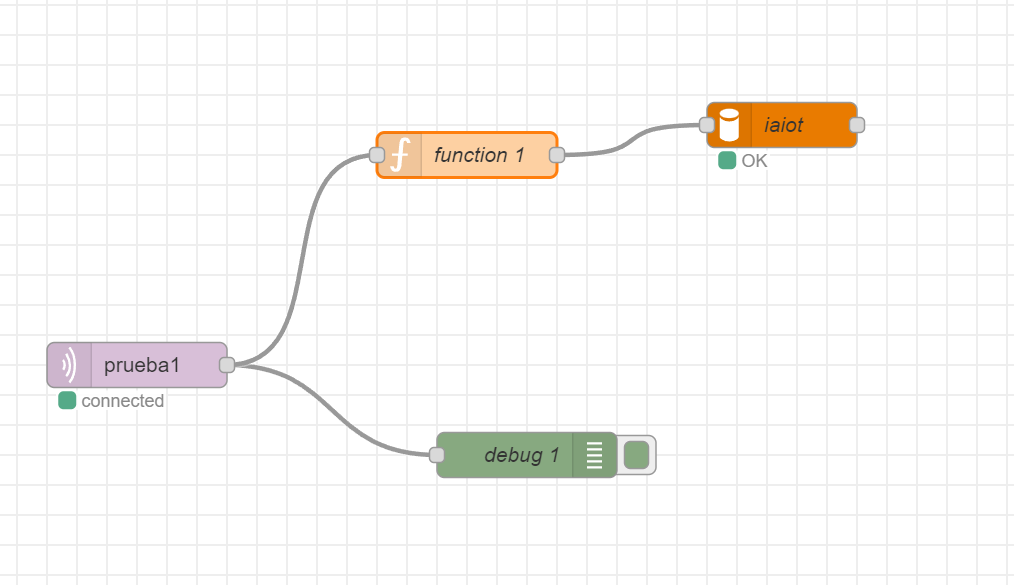 iaiot
OK
function 1
prueba1
connected
debug 1